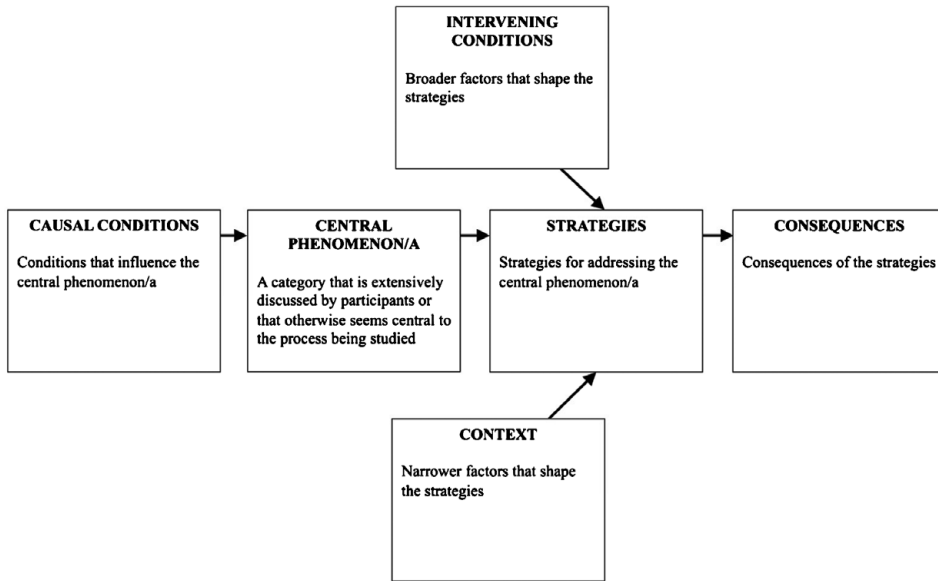 INTERVENING
CONDITIONS
Broader factors that shape the
strategies
CAUSAL CONDITIONS
Conditions that influence the
central phenomenon/a
CENTRAL
PHENOMENON/A
A category that is extensively
discussed by participants or
that otherwise seems central to
the process being studied
STRATEGIES
Strategies for addressing the
central phenomenon/a
CONSEQUENCES
Consequences of the strategies
CONTEXT
Narrower factors that shape
the strategies